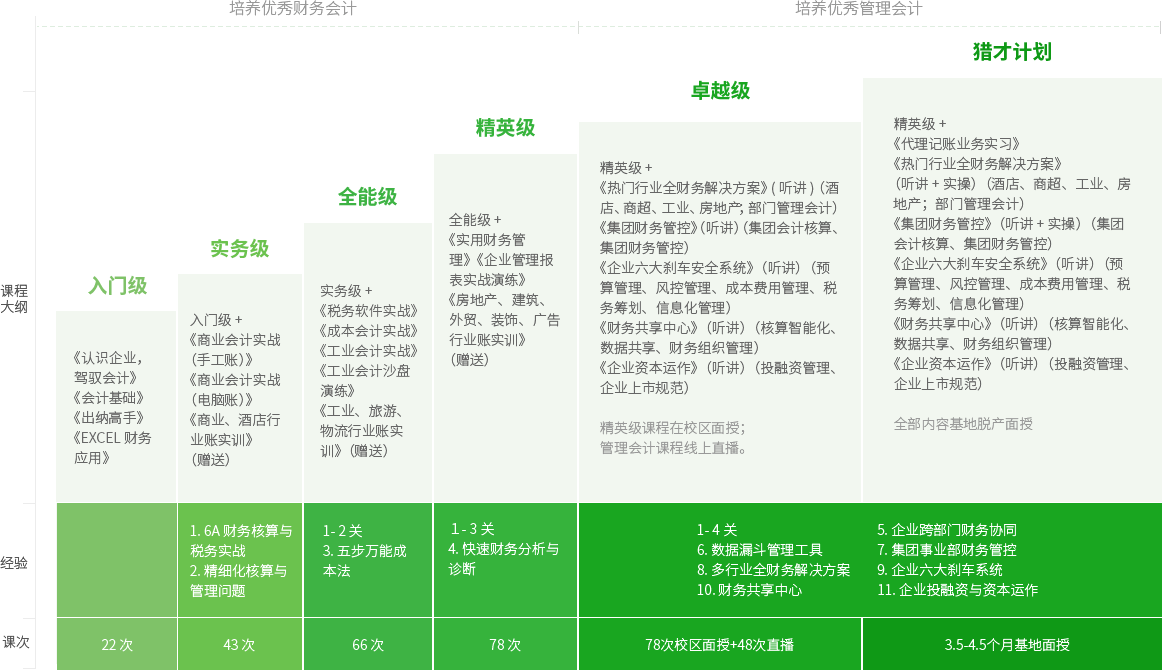 培养优秀财务会计
培养优秀管理会计
课程
大纲
入门级
《认识企业，
驾驭会计》
《会计基础》
《出纳高手》
《EXCEL 财务
应用》
实务级
入门级 +
《商业会计实战
（手工账）》
《商业会计实战
（电脑账）》
《商业、酒店行
业账实训》
（赠送）
全能级
实务级 +
《税务软件实战》
《成本会计实战》
《工业会计实战》
《工业会计沙盘
演练》
《工业、旅游、
物流行业账实
训》（赠送）
精英级
全能级 +
《实用财务管
理》《企业管理报
表实战演练》
《房地产、建筑、
外贸、装饰、广告
行业账实训》
（赠送）
卓越级
精英级 +
《热门行业全财务解决方案》( 听讲 )（酒
店、商超、工业、房地产；部门管理会计）
《集团财务管控》（听讲）（集团会计核算、
集团财务管控）
《企业六大刹车安全系统》（听讲）（预
算管理、风控管理、成本费用管理、税
务筹划、信息化管理）
《财务共享中心》（听讲）（核算智能化、
数据共享、财务组织管理）
《企业资本运作》（听讲）（投融资管理、
企业上市规范）
精英级课程在校区面授；
管理会计课程线上直播。
猎才计划
精英级 +
《代理记账业务实习》
《热门行业全财务解决方案》
（听讲 + 实操）（酒店、商超、工业、房
地产；部门管理会计）
《集团财务管控》（听讲 + 实操）（集团
会计核算、集团财务管控）
《企业六大刹车安全系统》（听讲）（预
算管理、风控管理、成本费用管理、税
务筹划、信息化管理）
《财务共享中心》（听讲）（核算智能化、
数据共享、财务组织管理）
《企业资本运作》（听讲）（投融资管理、
企业上市规范）
全部内容基地脱产面授
经验
1. 6A 财务核算与
税务实战
2. 精细化核算与
管理问题
1- 2 关
3. 五步万能成
本法
1 - 3 关
4. 快速财务分析与
诊断
1- 4 关
6. 数据漏斗管理工具
8. 多行业全财务解决方案
10. 财务共享中心
5. 企业跨部门财务协同
7. 集团事业部财务管控
9. 企业六大刹车系统
11. 企业投融资与资本运作
课次
22 次
43 次
66 次
78 次
78次校区面授+48次直播
3.5-4.5个月基地面授